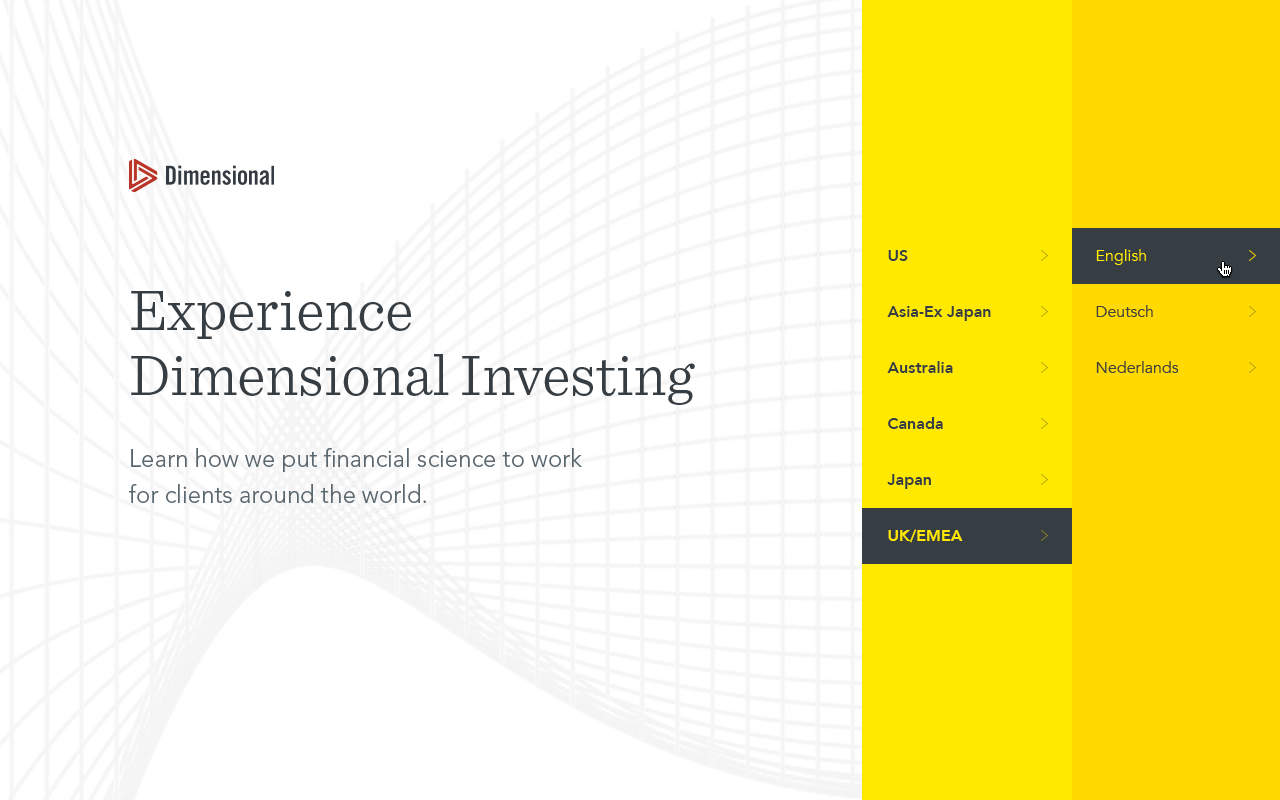 Dimensional
Experience
Dimensional Investing
Learn how we put financial science to work
for clients around the world.
US
Asia-Ex Japan
Australia
Canada
Japan
UK/EMEA
English
Deutsch
Nederlands